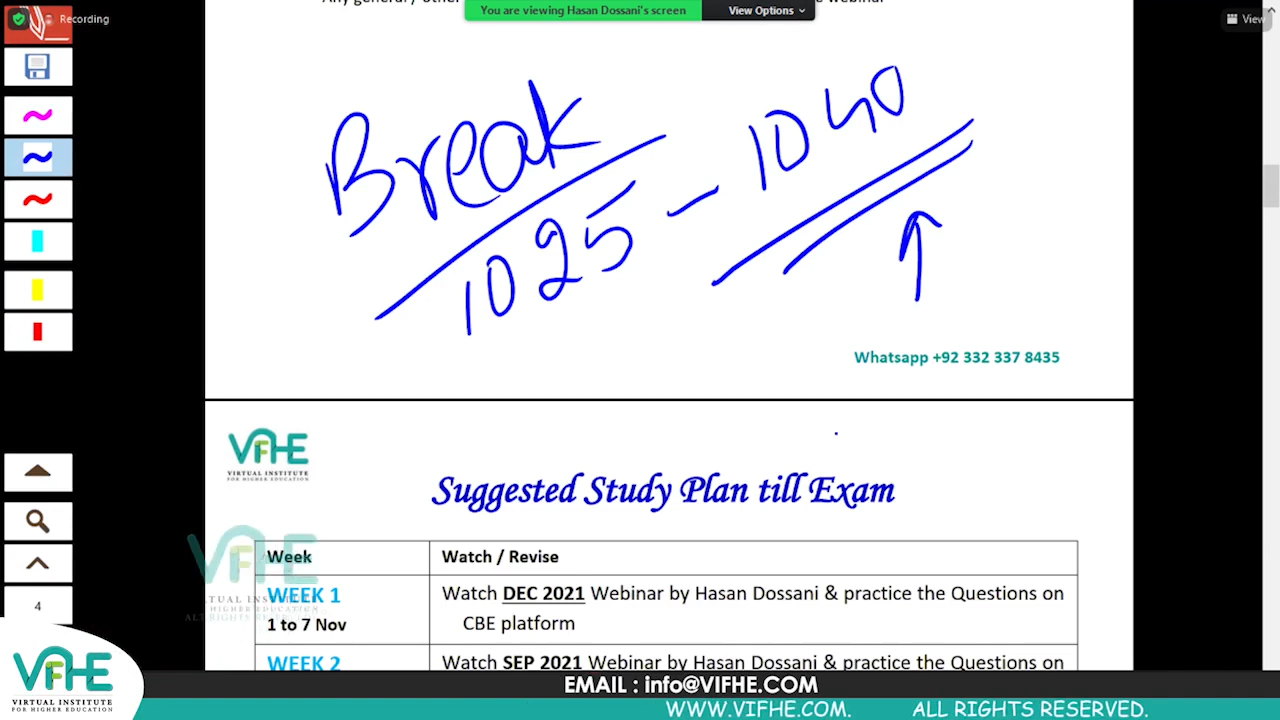 Recording
You are viewing Hasan Dossani's screen
View Options
View
Any general / other
webinar
Break
1025 - 1040
Whatsapp +92 332 337 8435
VIFHE
VIRTUAL INSTITUTE
FOR HIGHER EDUCATION
Suggested Study Plan till Exam
Week
Watch / Revise
WEEK 1
1 to 7 Nov
Watch DEC 2021 Webinar by Hasan Dossani & practice the Questions on
CBE platform
WEEK 2
Watch SEP 2021 Webinar by Hasan Dossani & practice the Questions on
4
VIFHE
VIRTUAL INSTITUTE
FOR HIGHER EDUCATION
EMAIL : info@VIFHE.COM
WWW.VIFHE.COM.
ALL RIGHTS RESERVED.